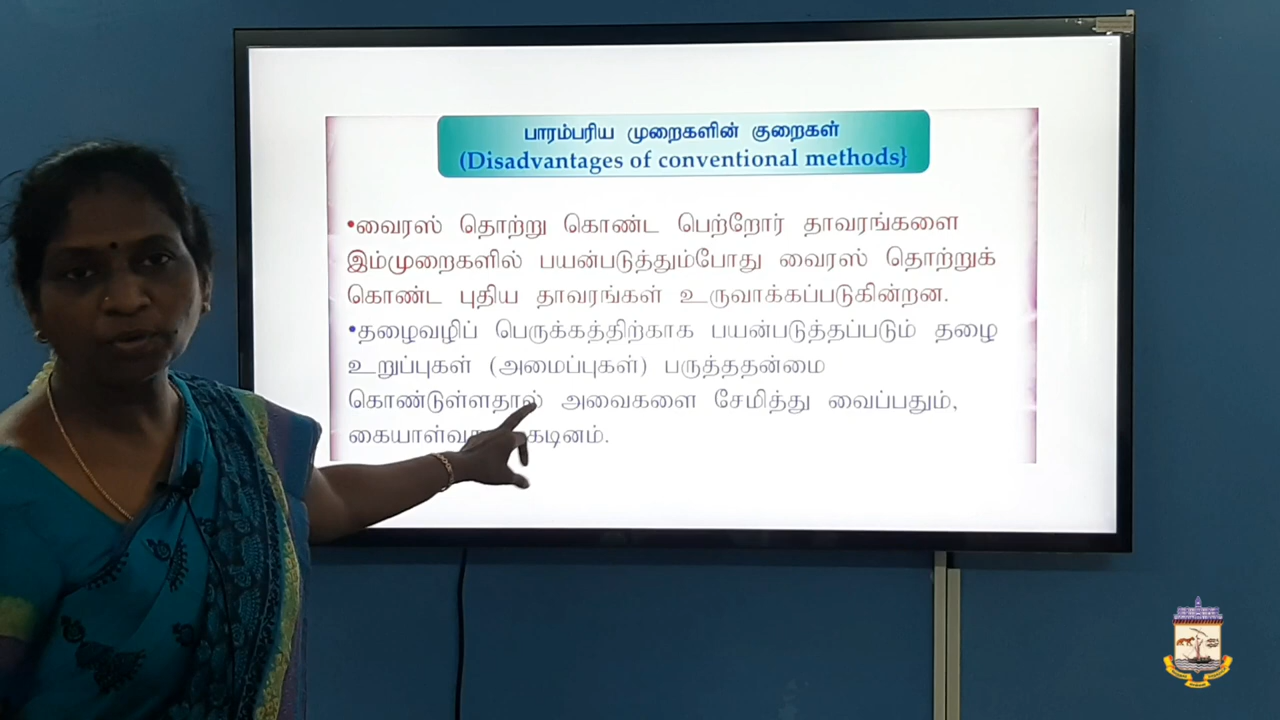 பாரம்பரிய முறைகளின் குறைகள்
(Disadvantages of conventional methods}
•வைரஸ் தொற்று கொண்ட பெற்றோர் தாவரங்களை
இம்முறைகளில் பயன்படுத்தும்போது வைரஸ் தொற்றுக்
கொண்ட புதிய தாவரங்கள் உருவாக்கப்படுகின்றன.
•தழைவழிப் பெருக்கத்திற்காக பயன்படுத்தப்படும் தழை
உறுப்புகள் (அமைப்புகள்) பருத்ததன்மை
கொண்டுள்ளதால் அவைகளை சேமித்து வைப்பதும்,
கடினம்.